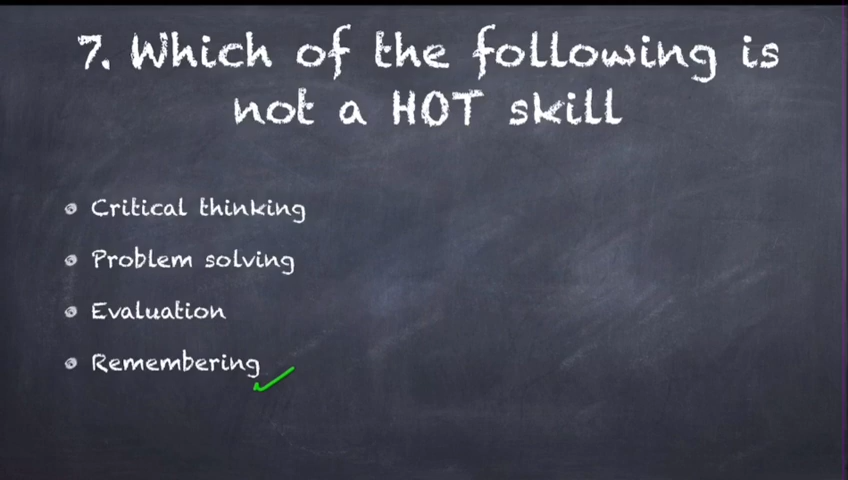 7. Which of the following is
not a HOT skill
Critical thinking
Problem solving
Evaluation
Remembering